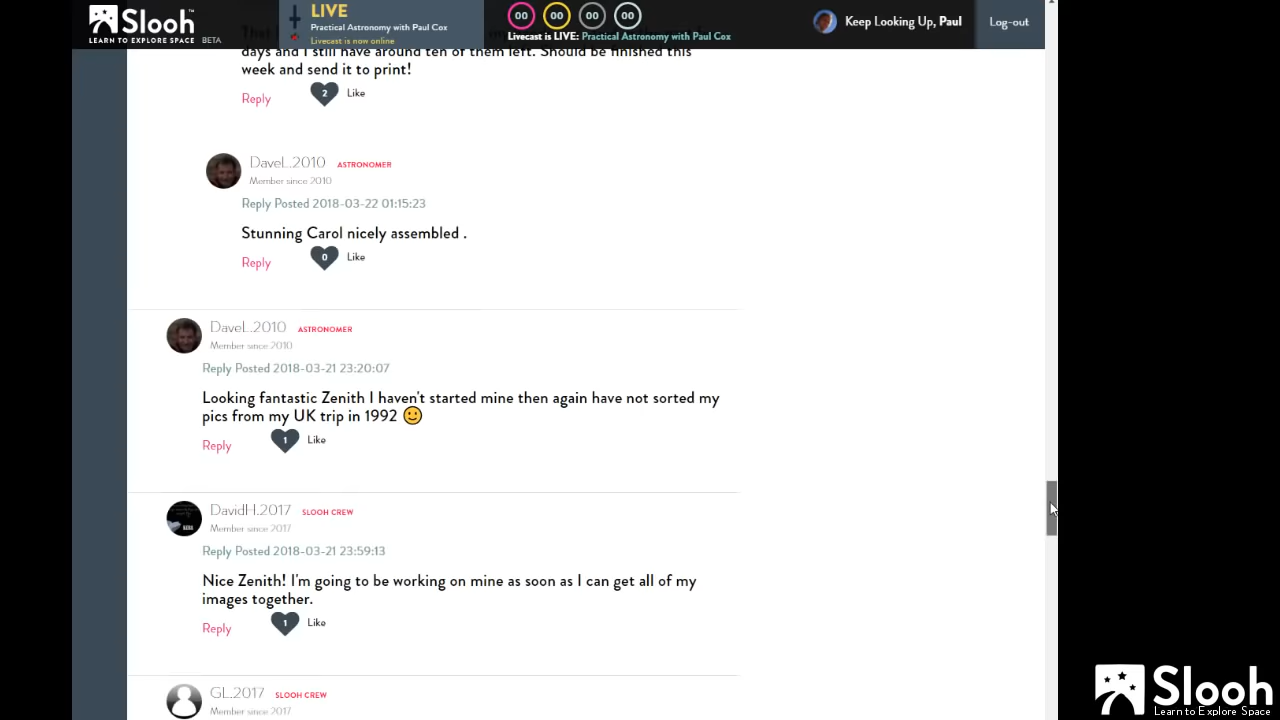 Slooh™
LEARN TO EXPLORE SPACE BETA
LIVE
Practical Astronomy with Paul Cox
Livecast is now online
00 00 00 00
Livecast is LIVE: Practical Astronomy with Paul Cox
Keep Looking Up, Paul
Log-out
days and I still have around ten of them left. Should be finished this
week and send it to print!
Reply 2 Like
DaveL.2010 ASTRONOMER
Member since 2010
Reply Posted 2018-03-22 01:15:23
Stunning Carol nicely assembled .
Reply 0 Like
DaveL.2010 ASTRONOMER
Member since 2010
Reply Posted 2018-03-21 23:20:07
Looking fantastic Zenith I haven't started mine then again have not sorted my
pics from my UK trip in 1992 🙂
Reply 1 Like
DavidH.2017 SLOOH CREW
Member since 2017
Reply Posted 2018-03-21 23:59:13
Nice Zenith! I'm going to be working on mine as soon as I can get all of my
images together.
Reply 1 Like
GL.2017 SLOOH CREW
Member since 2017
Slooh
Learn to Explore Space